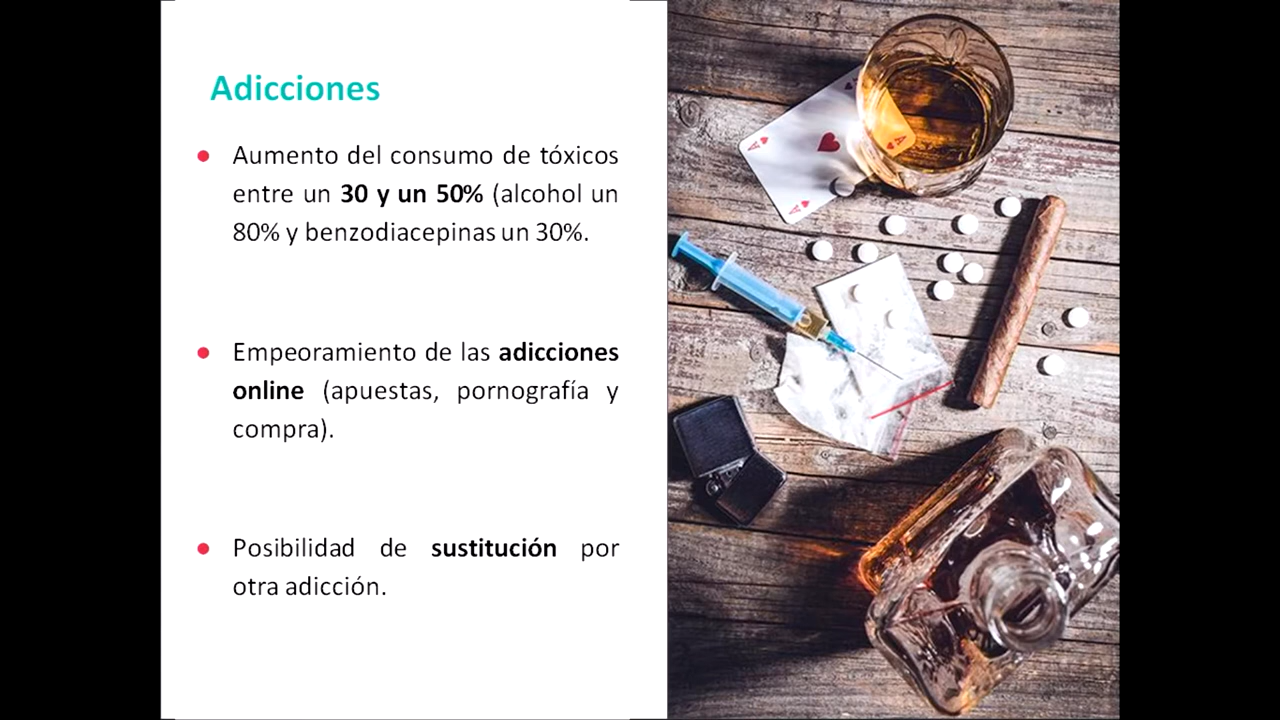 Adicciones
Aumento del consumo de tóxicos
entre un 30 y un 50% (alcohol un
80% y benzodiacepinas un 30%.
Empeoramiento de las adicciones
online (apuestas, pornografía y
compra).
Posibilidad de sustitución por
otra adicción.
A
A
A